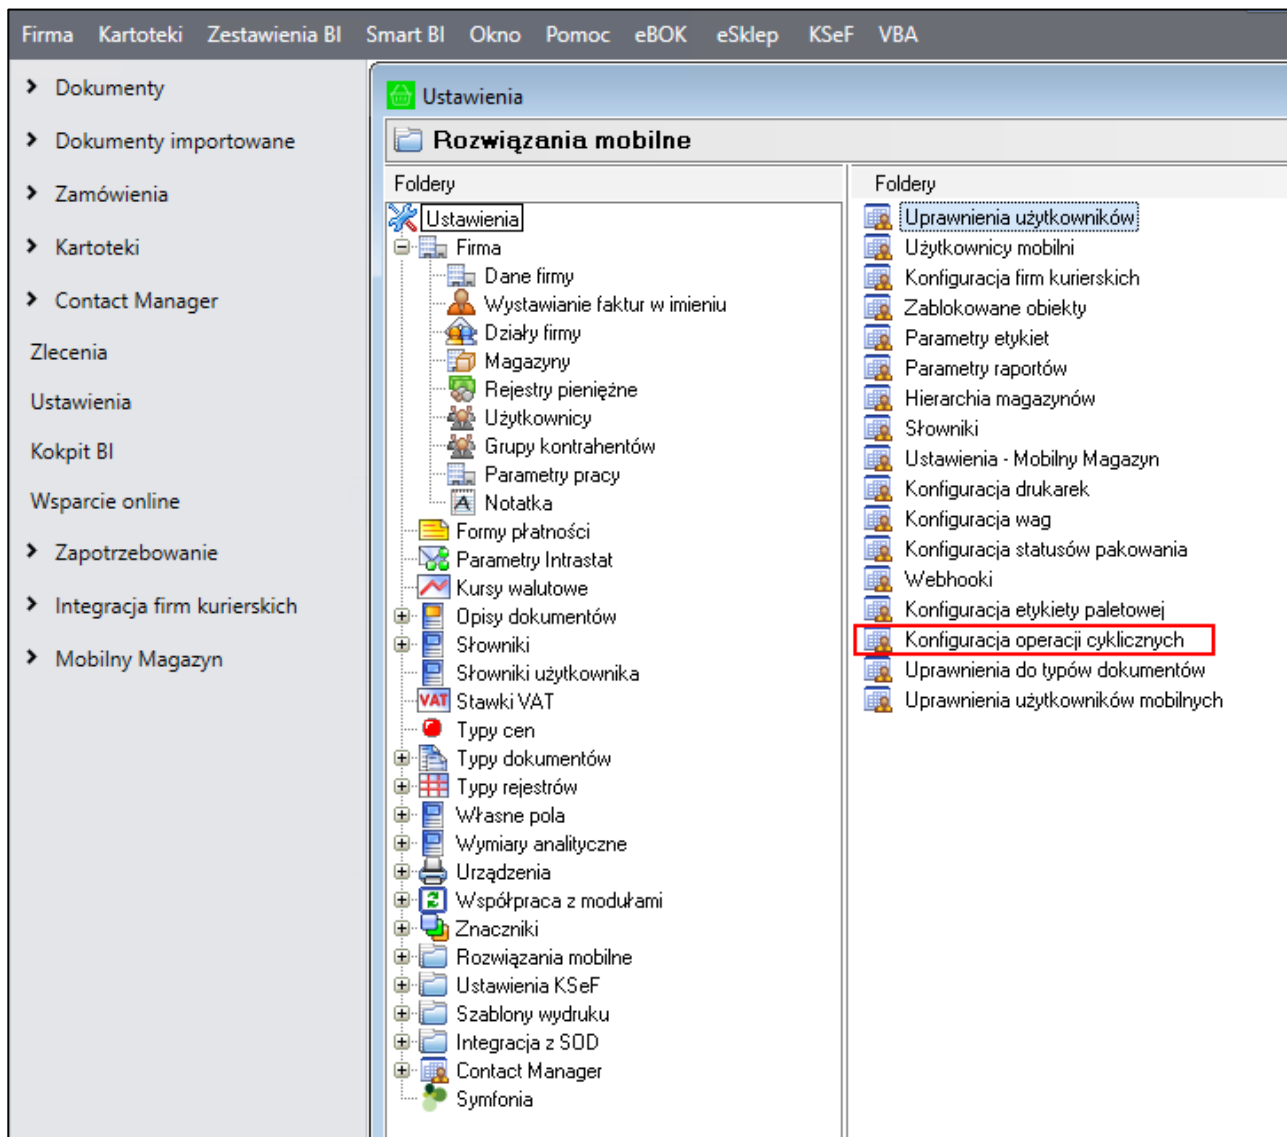 Firma Kartoteki Zestawienia BI Smart BI Okno Pomoc eBOK eSklep KSeF VBA
Dokumenty
Dokumenty importowane
Zamówienia
Kartoteki
Contact Manager
Zlecenia
Ustawienia
Kokpit BI
Wsparcie online
Zapotrzebowanie
Integracja firm kurierskich
Mobilny Magazyn
Ustawienia
Rozwiązania mobilne
Foldery
Ustawienia
Firma
Dane firmy
Wystawianie faktur w imieniu
Działy firmy
Magazyny
Rejestry pieniężne
Użytkownicy
Grupy kontrahentów
Parametry pracy
Notatka
Formy płatności
Parametry Intrastat
Kursy walutowe
Opisy dokumentów
Słowniki
Słowniki użytkownika
VAT Stawki VAT
Typy cen
Typy dokumentów
Typy rejestrów
Własne pola
Wymiary analityczne
Urządzenia
Współpraca z modułami
Znaczniki
Rozwiązania mobilne
Ustawienia KSeF
Szablony wydruku
Integracja z SOD
Contact Manager
Symfonia
Foldery
Uprawnienia użytkowników
Użytkownicy mobilni
Konfiguracja firm kurierskich
Zablokowane obiekty
Parametry etykiet
Parametry raportów
Hierarchia magazynów
Słowniki
Ustawienia - Mobilny Magazyn
Konfiguracja drukarek
Konfiguracja wag
Konfiguracja statusów pakowania
Webhooki
Konfiguracja etykiety paletowej
Konfiguracja operacji cyklicznych
Uprawnienia do typów dokumentów
Uprawnienia użytkowników mobilnych